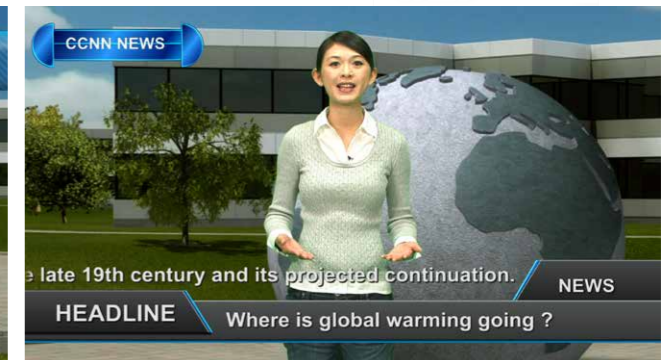 CCNN NEWS
late 19th century and its projected continuation.
NEWS
HEADLINE
Where is global warming going ?